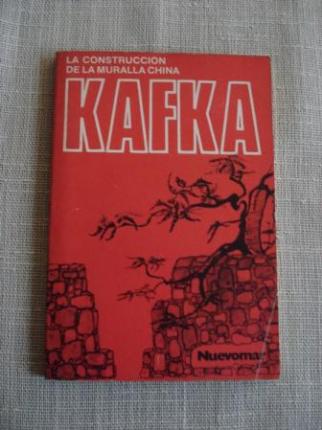 LA CONSTRUCCION
DE LA MURALLA CHINA
KAFKA
Nuevomar